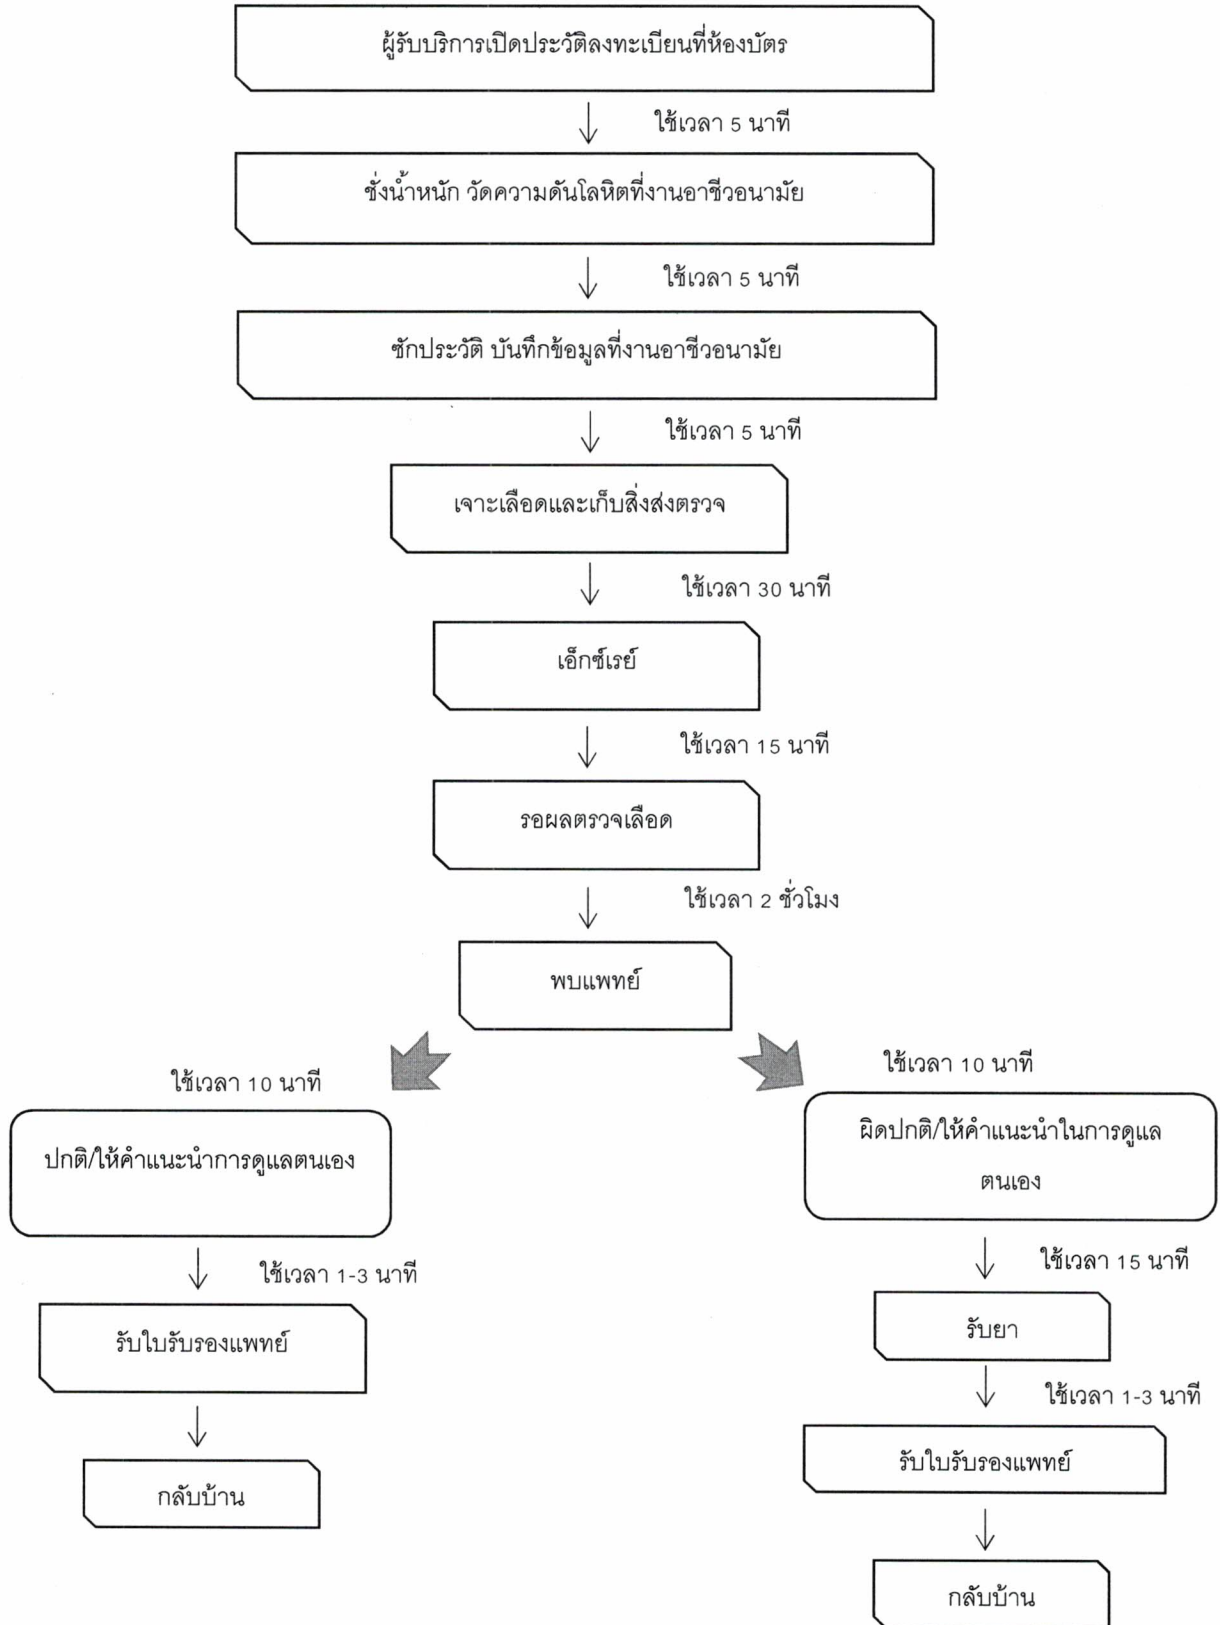 ผู้รับบริการเปิดประวัติลงทะเบียนที่ห้องบัตร
ใช้เวลา 5 นาที
ชั่งน้ำหนัก วัดความดันโลหิตที่งานอาชีวอนามัย
ใช้เวลา 5 นาที
ซักประวัติ บันทึกข้อมูลที่งานอาชีวอนามัย
ใช้เวลา 5 นาที
เจาะเลือดและเก็บสิ่งส่งตรวจ
ใช้เวลา 30 นาที
เอ็กซ์เรย์
ใช้เวลา 15 นาที
รอผลตรวจเลือด
ใช้เวลา 2 ชั่วโมง
พบแพทย์
ใช้เวลา 10 นาที
ปกติ/ให้คำแนะนำการดูแลตนเอง
ใช้เวลา 1-3 นาที
รับใบรับรองแพทย์
กลับบ้าน
ใช้เวลา 10 นาที
ผิดปกติ/ให้คำแนะนำในการดูแล
ตนเอง
ใช้เวลา 15 นาที
รับยา
ใช้เวลา 1-3 นาที
รับใบรับรองแพทย์
กลับบ้าน